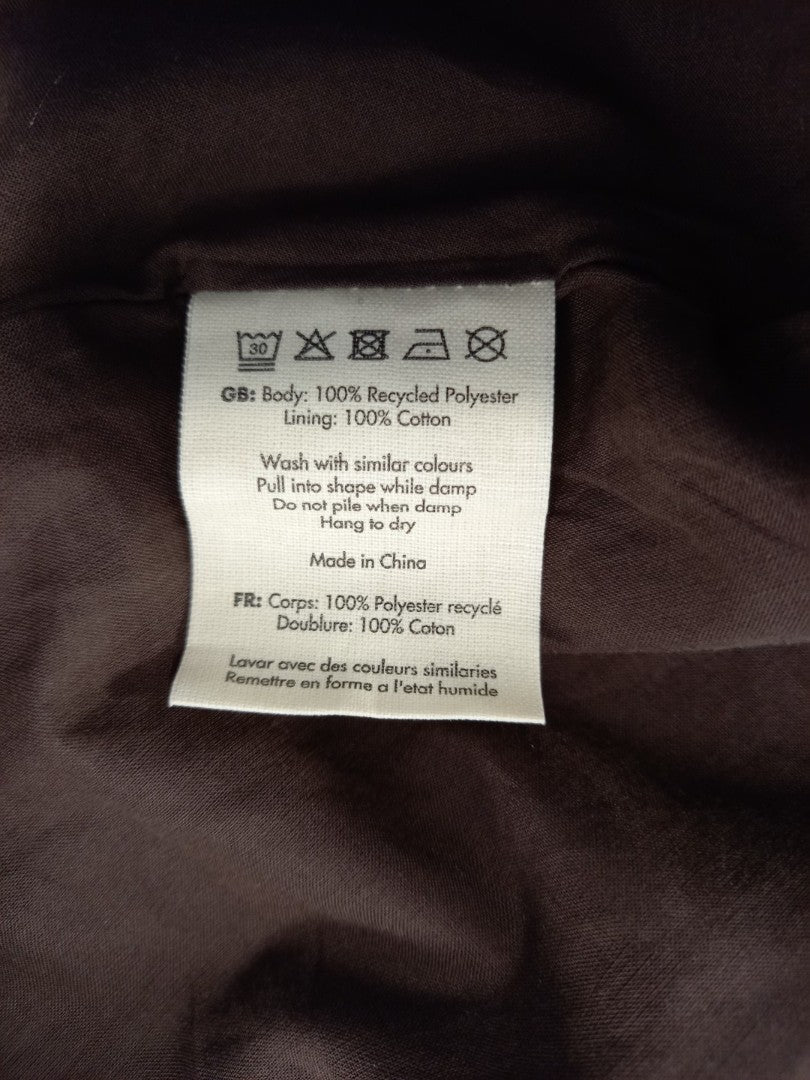 30
GB: Body: 100% Recycled Polyester
Lining: 100% Cotton
Wash with similar colours
Pull into shape while damp
Do not pile when damp
Hang to dry
Made in China
FR: Corps: 100% Polyester recyclé
Doublure: 100% Coton
Lavar avec des couleurs similaries
Remettre en forme a l'etat humide